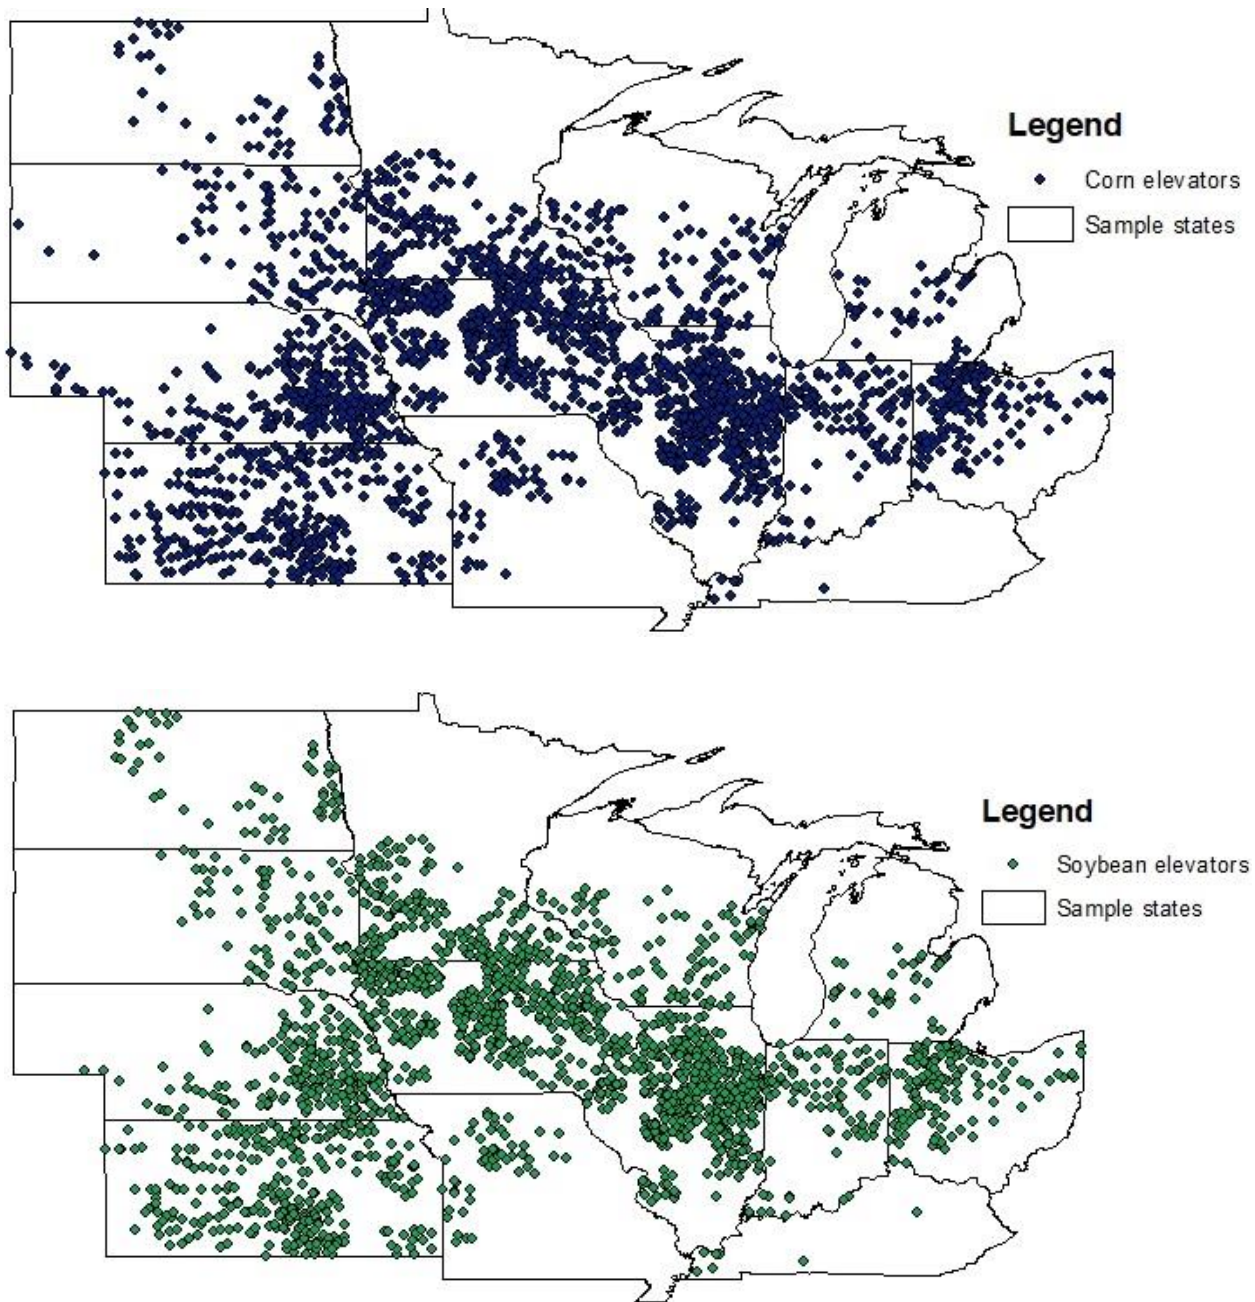 Legend
Corn elevators
Sample states
Legend
Soybean elevators
Sample states